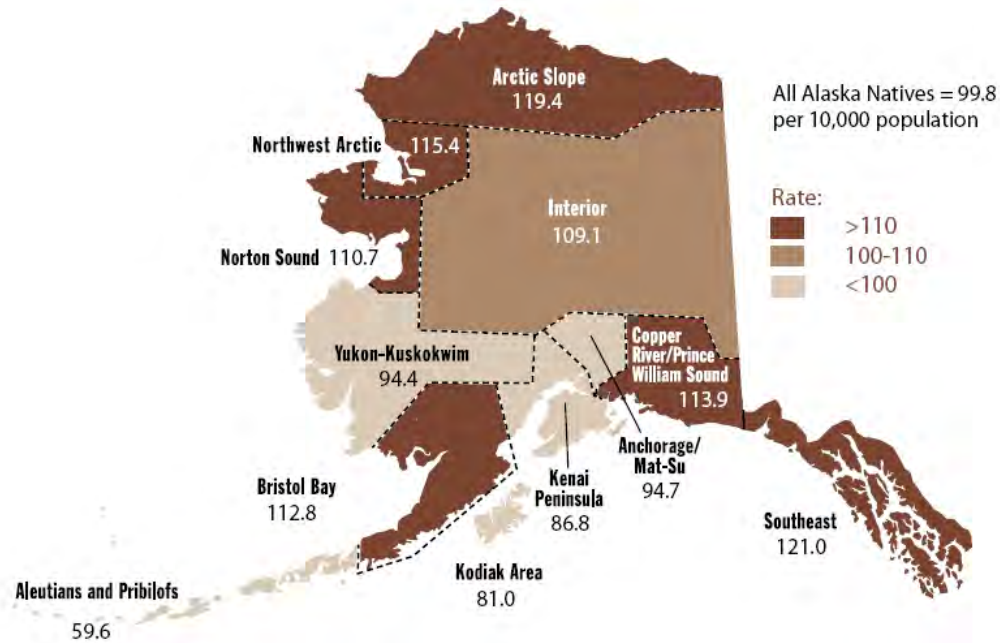 Arctic Slope
119.4
All Alaska Natives = 99.8
per 10,000 population
Northwest Arctic 115.4
Rate:
>110
100-110
<100
Interior
109.1
Norton Sound 110.7
Copper
River/Prince
William Sound
113.9
Yukon-Kuskokwim
94.4
Anchorage/
Mat-Su
94.7
Kenai
Peninsula
86.8
Bristol Bay
112.8
Southeast
121.0
Kodiak Area
81.0
Aleutians and Pribilofs
59.6